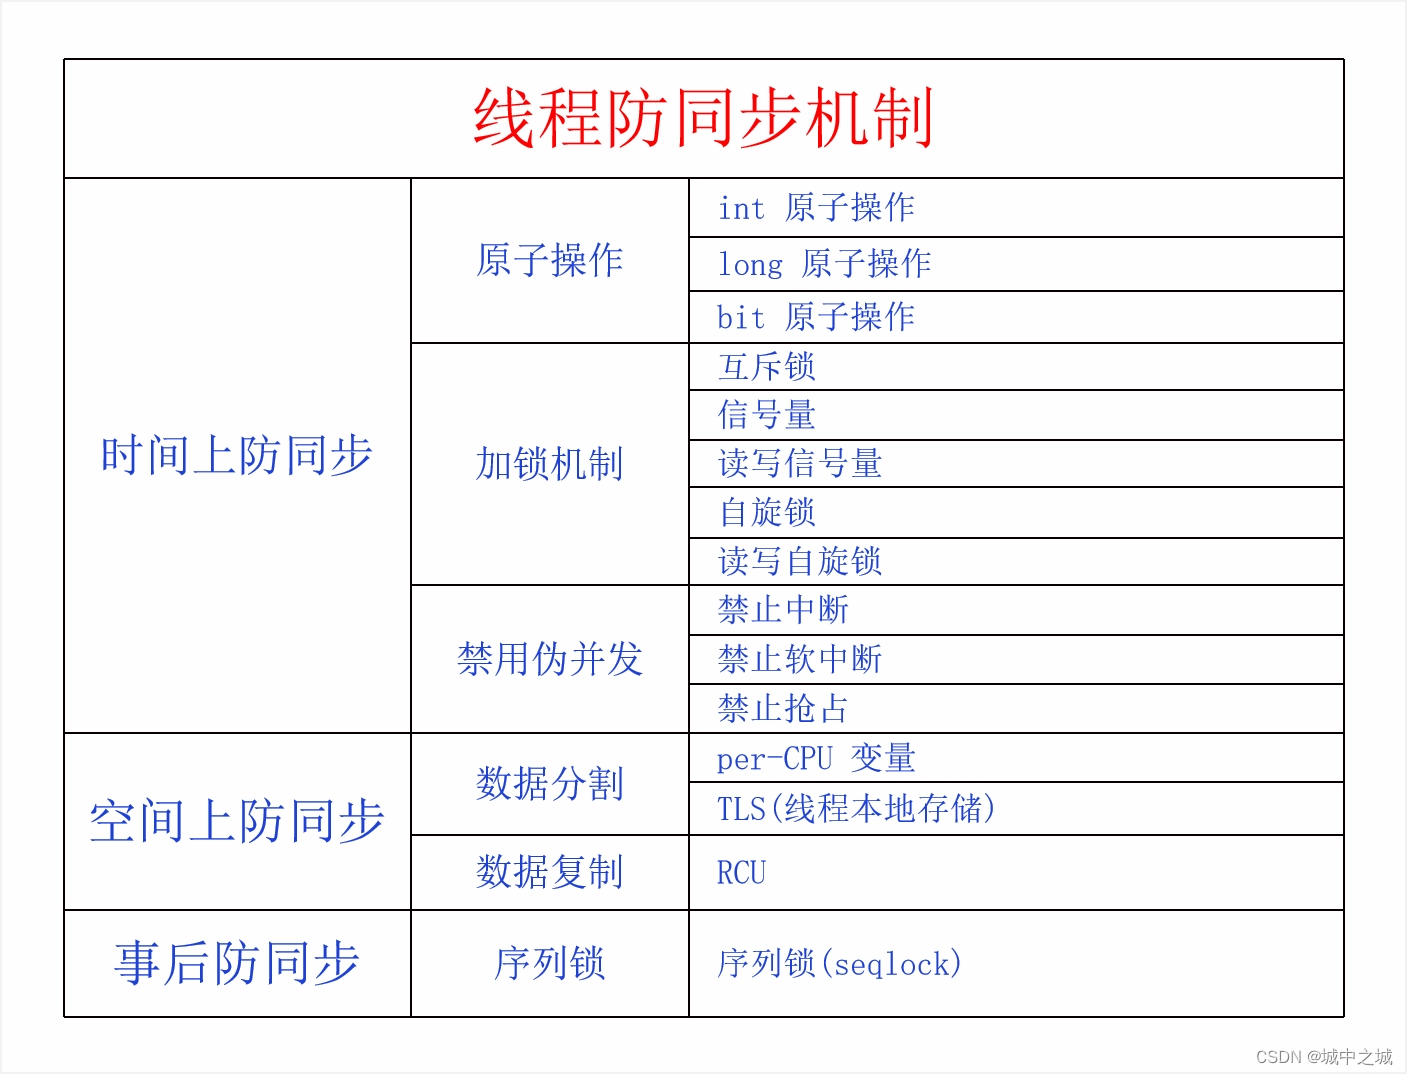 线程防同步机制
时间上防同步
原子操作
int 原子操作
long 原子操作
bit 原子操作
加锁机制
互斥锁
信号量
读写信号量
自旋锁
读写自旋锁
禁用伪并发
禁止中断
禁止软中断
禁止抢占
空间上防同步
数据分割
per-CPU 变量
TLS(线程本地存储)
数据复制
RCU
事后防同步
序列锁
序列锁(seqlock)
CSDN @城中之城